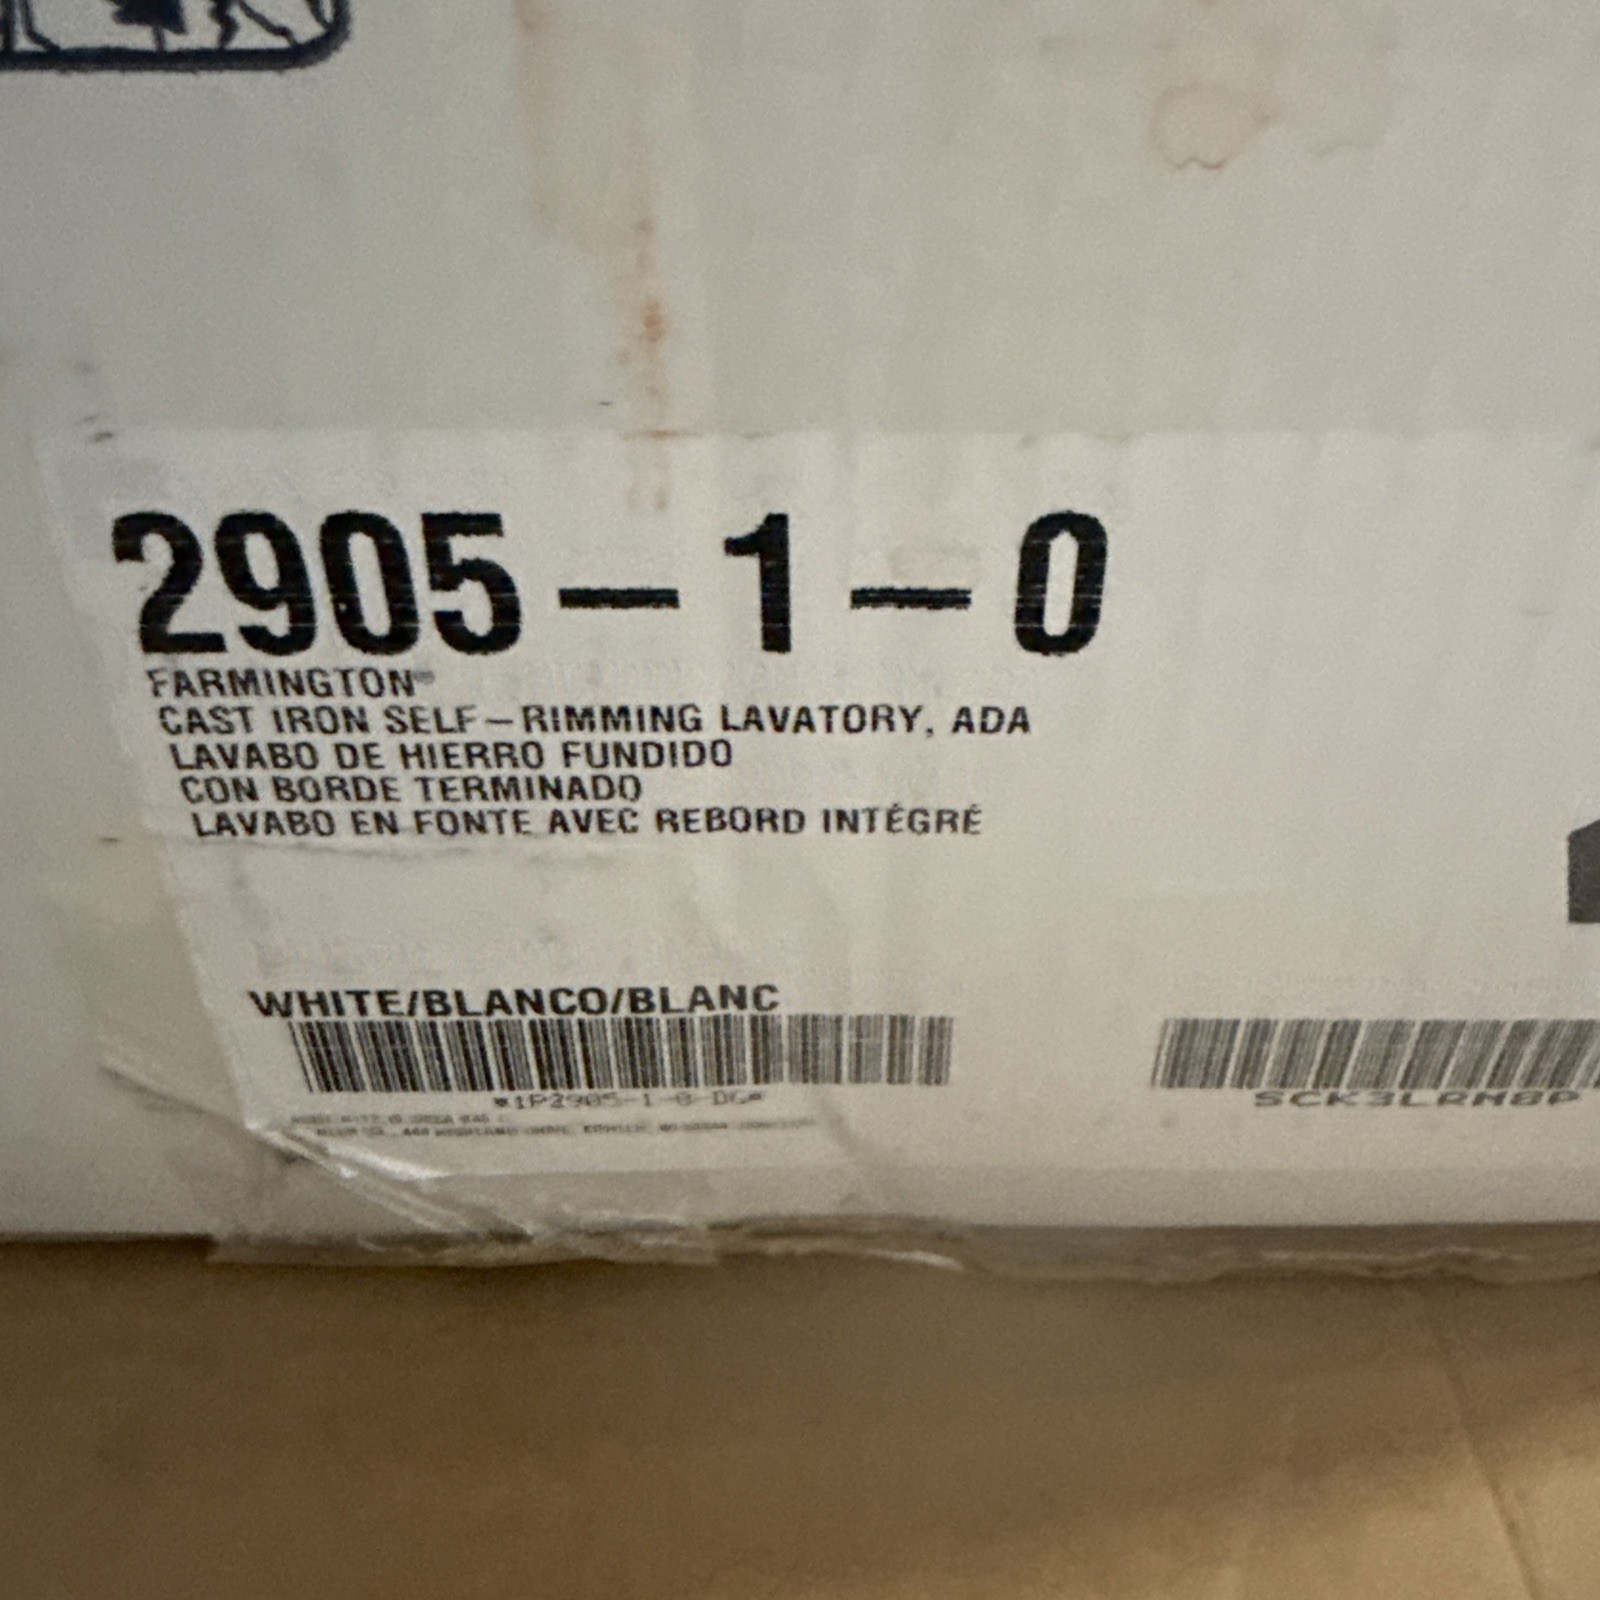 2905-1-0
FARMINGTON®
CAST IRON SELF-RIMMING LAVATORY, ADA
LAVABO DE HIERRO FUNDIDO
CON BORDE TERMINADO
LAVABO EN FONTE AVEC REBORD INTÉGRÉ
WHITE/BLANCO/BLANC
*1P2905-1-0-DG*
SCK3LRM8P